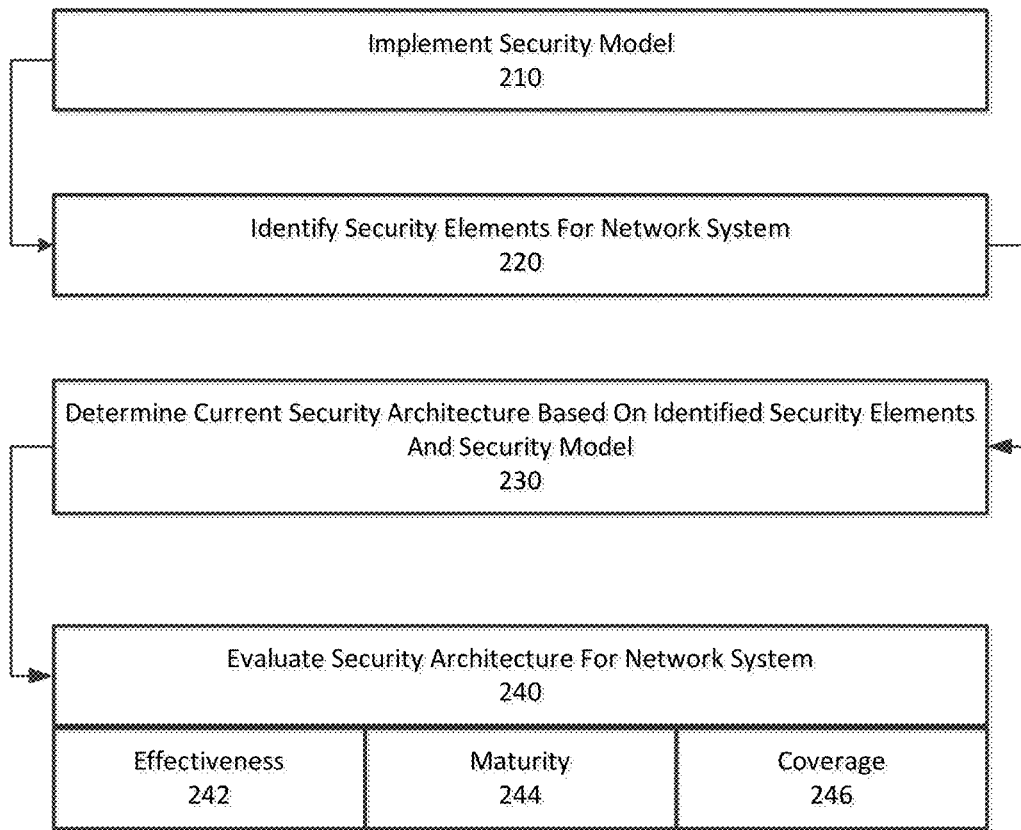 Implement Security Model
210
Identify Security Elements For Network System
220
Determine Current Security Architecture Based On Identified Security Elements
And Security Model
230
Evaluate Security Architecture For Network System
240
Effectiveness
242
Maturity
244
Coverage
246